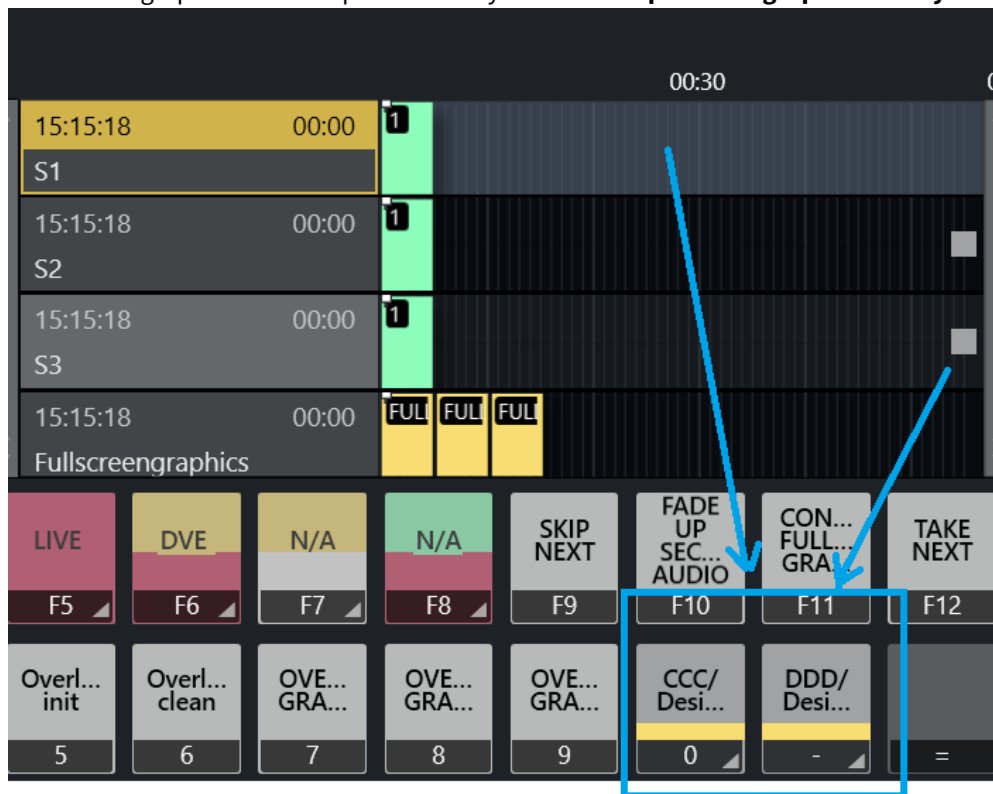 00:30
15:15:18 00:00 1
S1
15:15:18 00:00 1
S2
15:15:18 00:00 1
S3
15:15:18 00:00 FULL FULL FULL
Fullscreengraphics
LIVE
F5
DVE
F6
N/A
F7
N/A
F8
SKIP
NEXT
F9
FADE
UP
SEC...
AUDIO
F10
CON...
FULL...
GRA...
F11
TAKE
NEXT
F12
Overl...
init
5
Overl...
clean
6
OVE...
GRA...
7
OVE...
GRA...
8
OVE...
GRA...
9
CCC/
Desi...
0
DDD/
Desi...
-
=